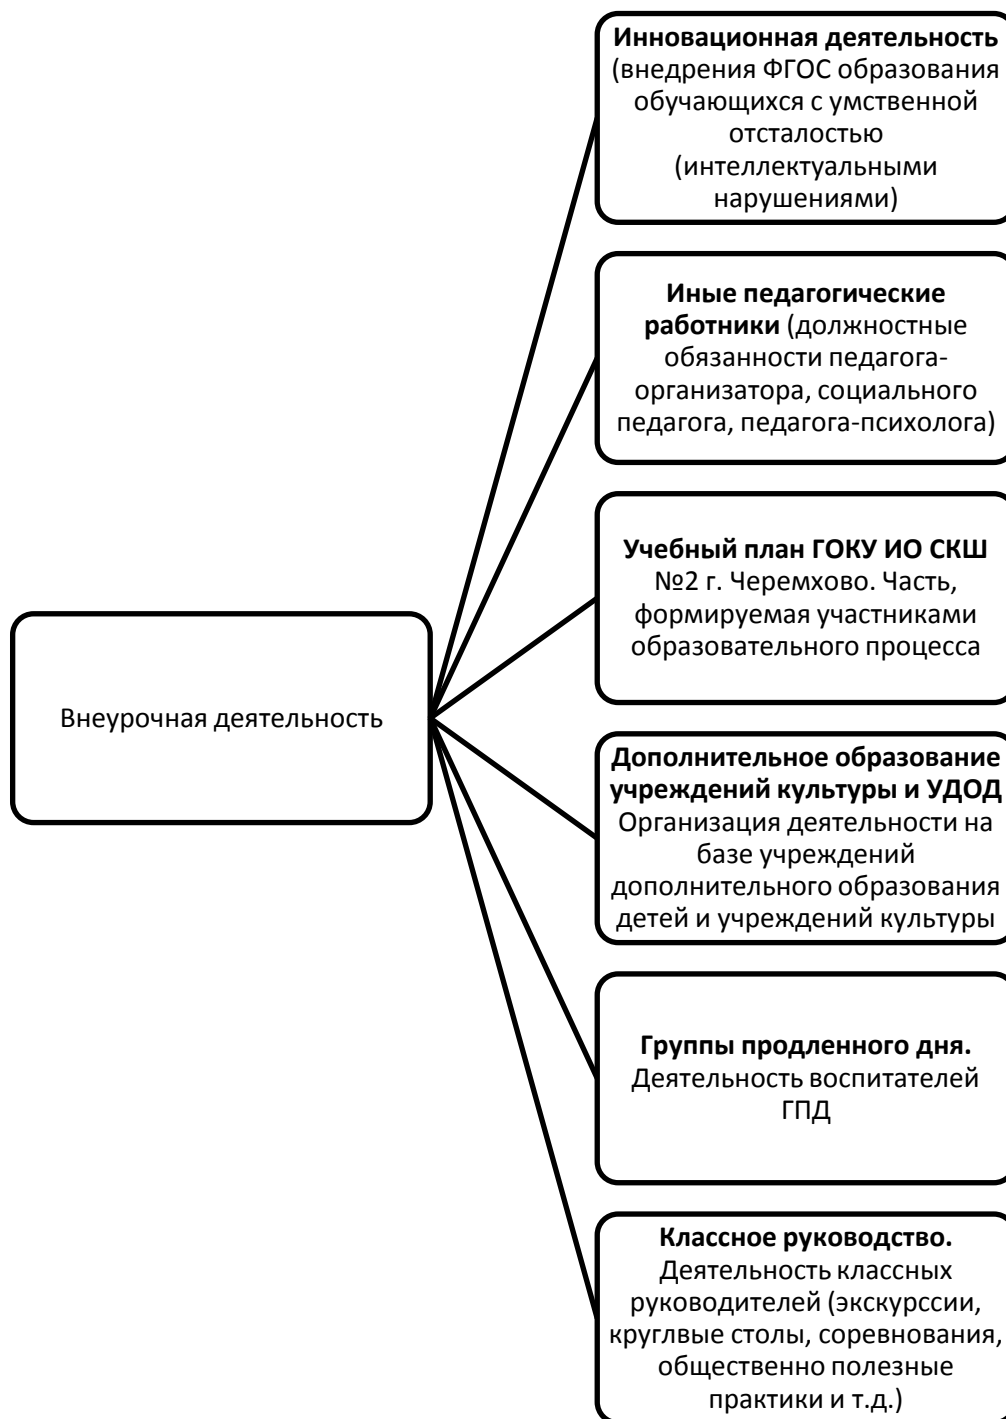 Инновационная деятельность
(внедрения ФГОС образования
обучающихся с умственной
отсталостью
(интеллектуальными
нарушениями)
Иные педагогические
работники (должностные
обязанности педагога-
организатора, социального
педагога, педагога-психолога)
Учебный план ГОКУ ИО СКШ
№2 г. Черемхово. Часть,
формируемая участниками
образовательного процесса
Внеурочная деятельность
Дополнительное образование
учреждений культуры и УДОД
Организация деятельности на
базе учреждений
дополнительного образования
детей и учреждений культуры
Группы продленного дня.
Деятельность воспитателей
ГПД
Классное руководство.
Деятельность классных
руководителей (экскурссии,
круглвые столы, соревнования,
общественно полезные
практики и т.д.)